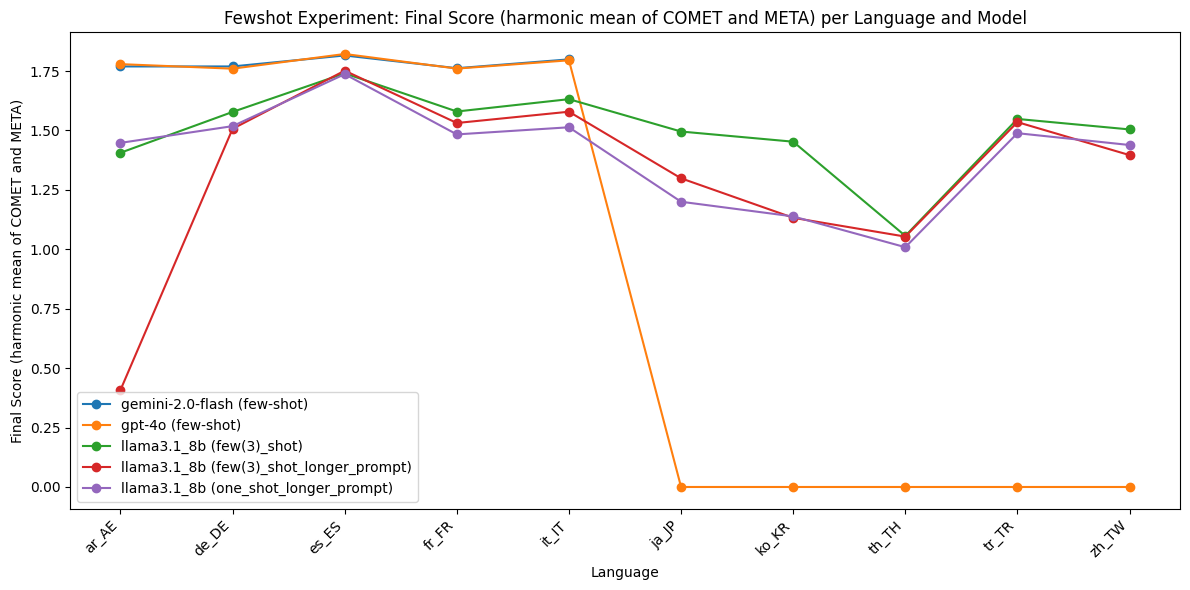 Fewshot Experiment: Final Score (harmonic mean of COMET and META) per Language and Model
Final Score (harmonic mean of COMET and META)
1.75
1.50
1.25
1.00
0.75
0.50
0.25
0.00
gemini-2.0-flash (few-shot)
gpt-4o (few-shot)
llama3.1_8b (few(3)_shot)
llama3.1_8b (few(3)_shot_longer_prompt)
llama3.1_8b (one_shot_longer_prompt)
ar_AE
de_DE
es_ES
fr_FR
it_IT
ja_JP
ko_KR
th_TH
tr_TR
zh_TW
Language